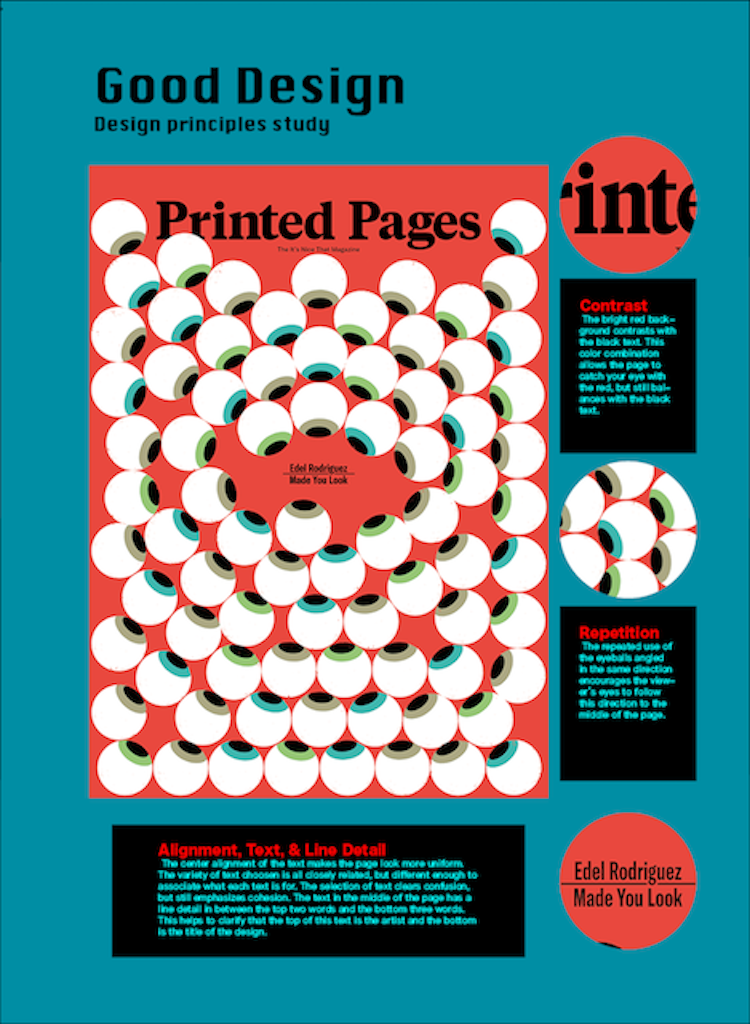 Good Design
Design principles study
Printed Pages
The It's Nice That Magazine
Edel Rodriguez
Made You Look
rinte
Contrast
The bright red back-
ground contrasts with
the black text. This
color combination
allows the page to
catch your eye with
the red, but still bal-
ances with the black
text.
Repetition
The repeated use of
the eyeballs angled
in the same direction
encourages the view-
er's eyes to follow
this direction to the
middle of the page.
Alignment, Text, & Line Detail
The center alignment of the text makes the page look more uniform.
The variety of text choosen is all closely related, but different enough to
associate what each text is for. The selection of text clears confusion,
but still emphasizes cohesion. The text in the middle of the page has a
line detail in between the top two words and the bottom three words.
This helps to clarify that the top of this text is the artist and the bottom
is the title of the design.
Edel Rodriguez
Made You Look